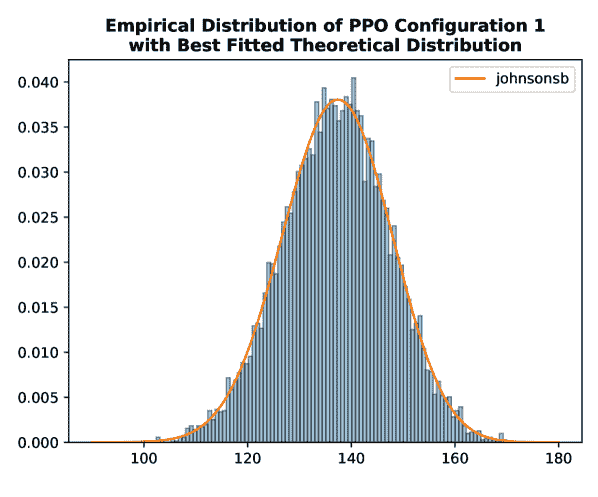 Empirical Distribution of PPO Configuration 1
with Best Fitted Theoretical Distribution
johnsonsb
0.040
0.035
0.030
0.025
0.020
0.015
0.010
0.005
0.000
100 120 140 160 180